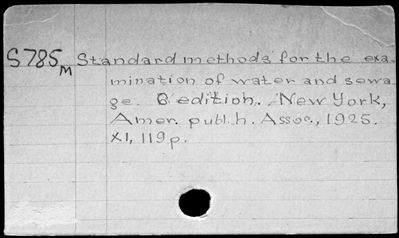 S785M Standard methods for the exa-
mination of water and sewa-
ge. 6 edition. New York,
Amer. publ. h. Assoc., 1925.
XI, 119 p.